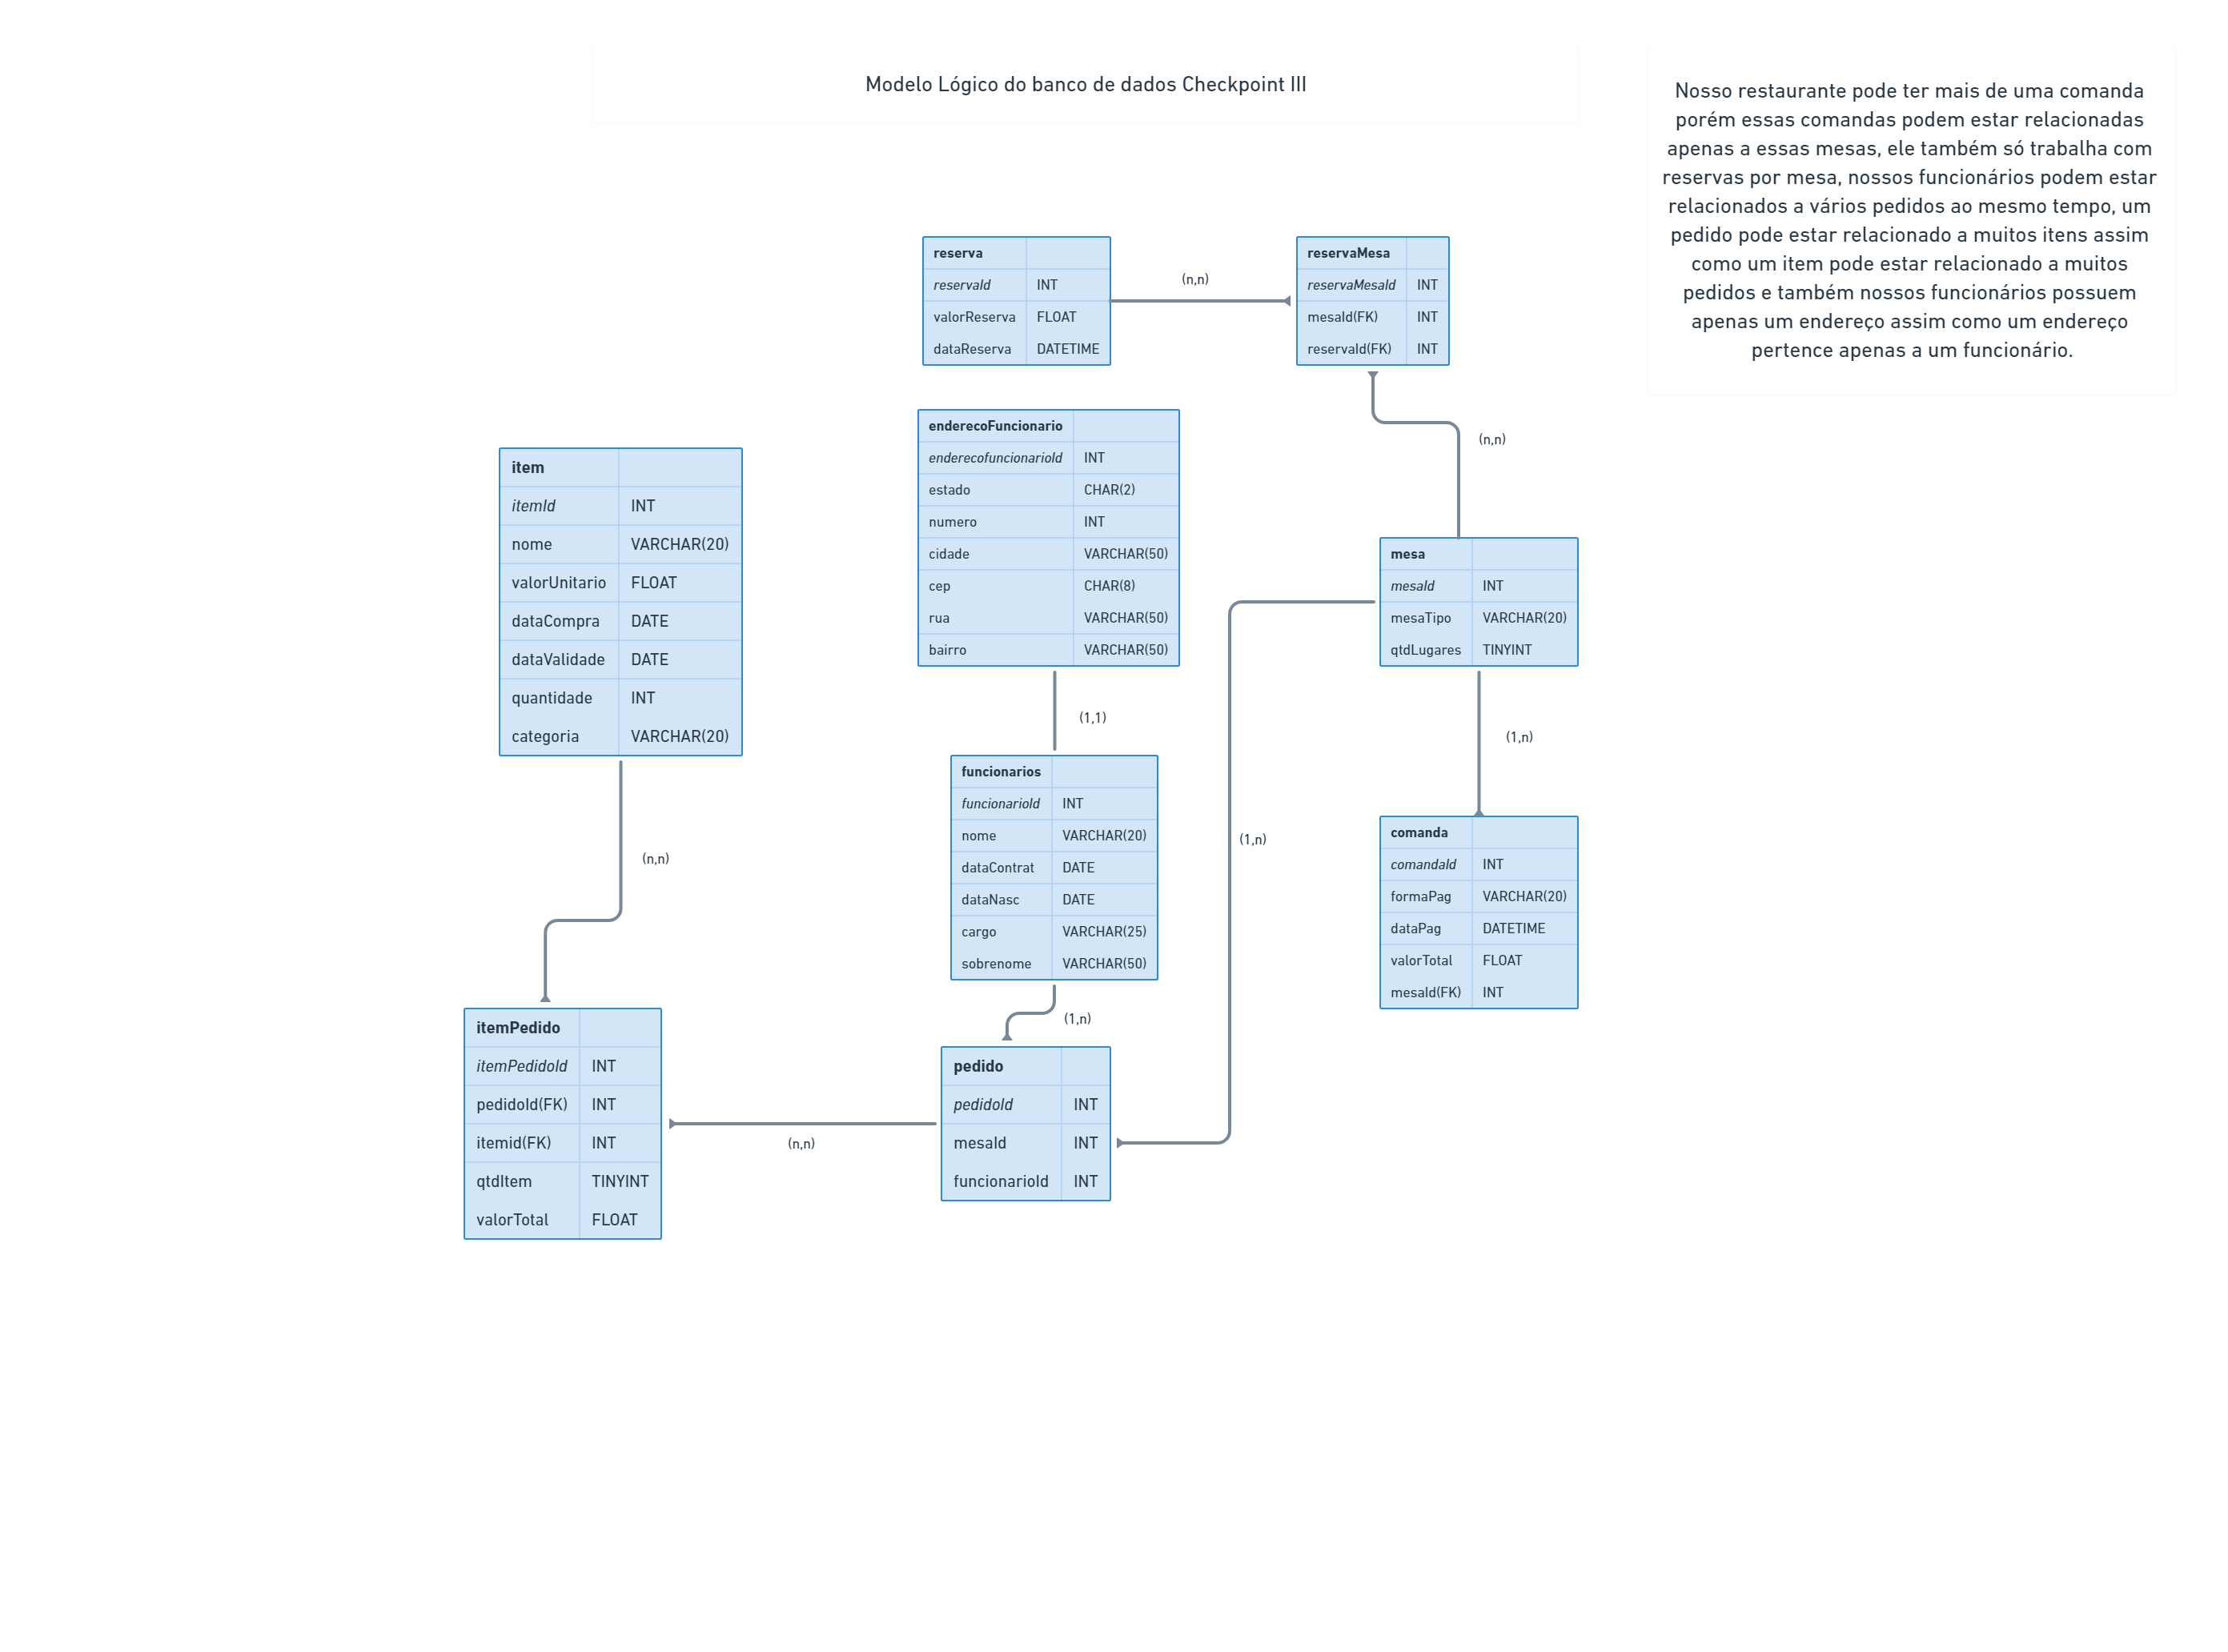 Modelo Lógico do banco de dados Checkpoint III
Nosso restaurante pode ter mais de uma comanda
porém essas comandas podem estar relacionadas
apenas a essas mesas, ele também só trabalha com
reservas por mesa, nossos funcionários podem estar
relacionados a vários pedidos ao mesmo tempo, um
pedido pode estar relacionado a muitos itens assim
como um item pode estar relacionado a muitos
pedidos e também nossos funcionários possuem
apenas um endereço assim como um endereço
pertence apenas a um funcionário.
reserva
reservaId INT
valorReserva FLOAT
dataReserva DATETIME
(n,n)
reservaMesa
reservaMesaId INT
mesaId(FK) INT
reservaId(FK) INT
(n,n)
enderecoFuncionario
enderecofuncionarioId INT
estado CHAR(2)
numero INT
cidade VARCHAR(50)
cep CHAR(8)
rua VARCHAR(50)
bairro VARCHAR(50)
item
itemId INT
nome VARCHAR(20)
valorUnitario FLOAT
dataCompra DATE
dataValidade DATE
quantidade INT
categoria VARCHAR(20)
mesa
mesaId INT
mesaTipo VARCHAR(20)
qtdLugares TINYINT
(1,1)
(1,n)
funcionarios
funcionarioId INT
nome VARCHAR(20)
dataContrat DATE
dataNasc DATE
cargo VARCHAR(25)
sobrenome VARCHAR(50)
(1,n)
comanda
comandaId INT
formaPag VARCHAR(20)
dataPag DATETIME
valorTotal FLOAT
mesaId(FK) INT
(n,n)
(1,n)
itemPedido
itemPedidoId INT
pedidoId(FK) INT
itemid(FK) INT
qtdItem TINYINT
valorTotal FLOAT
(n,n)
pedido
pedidoId INT
mesaId INT
funcionarioId INT